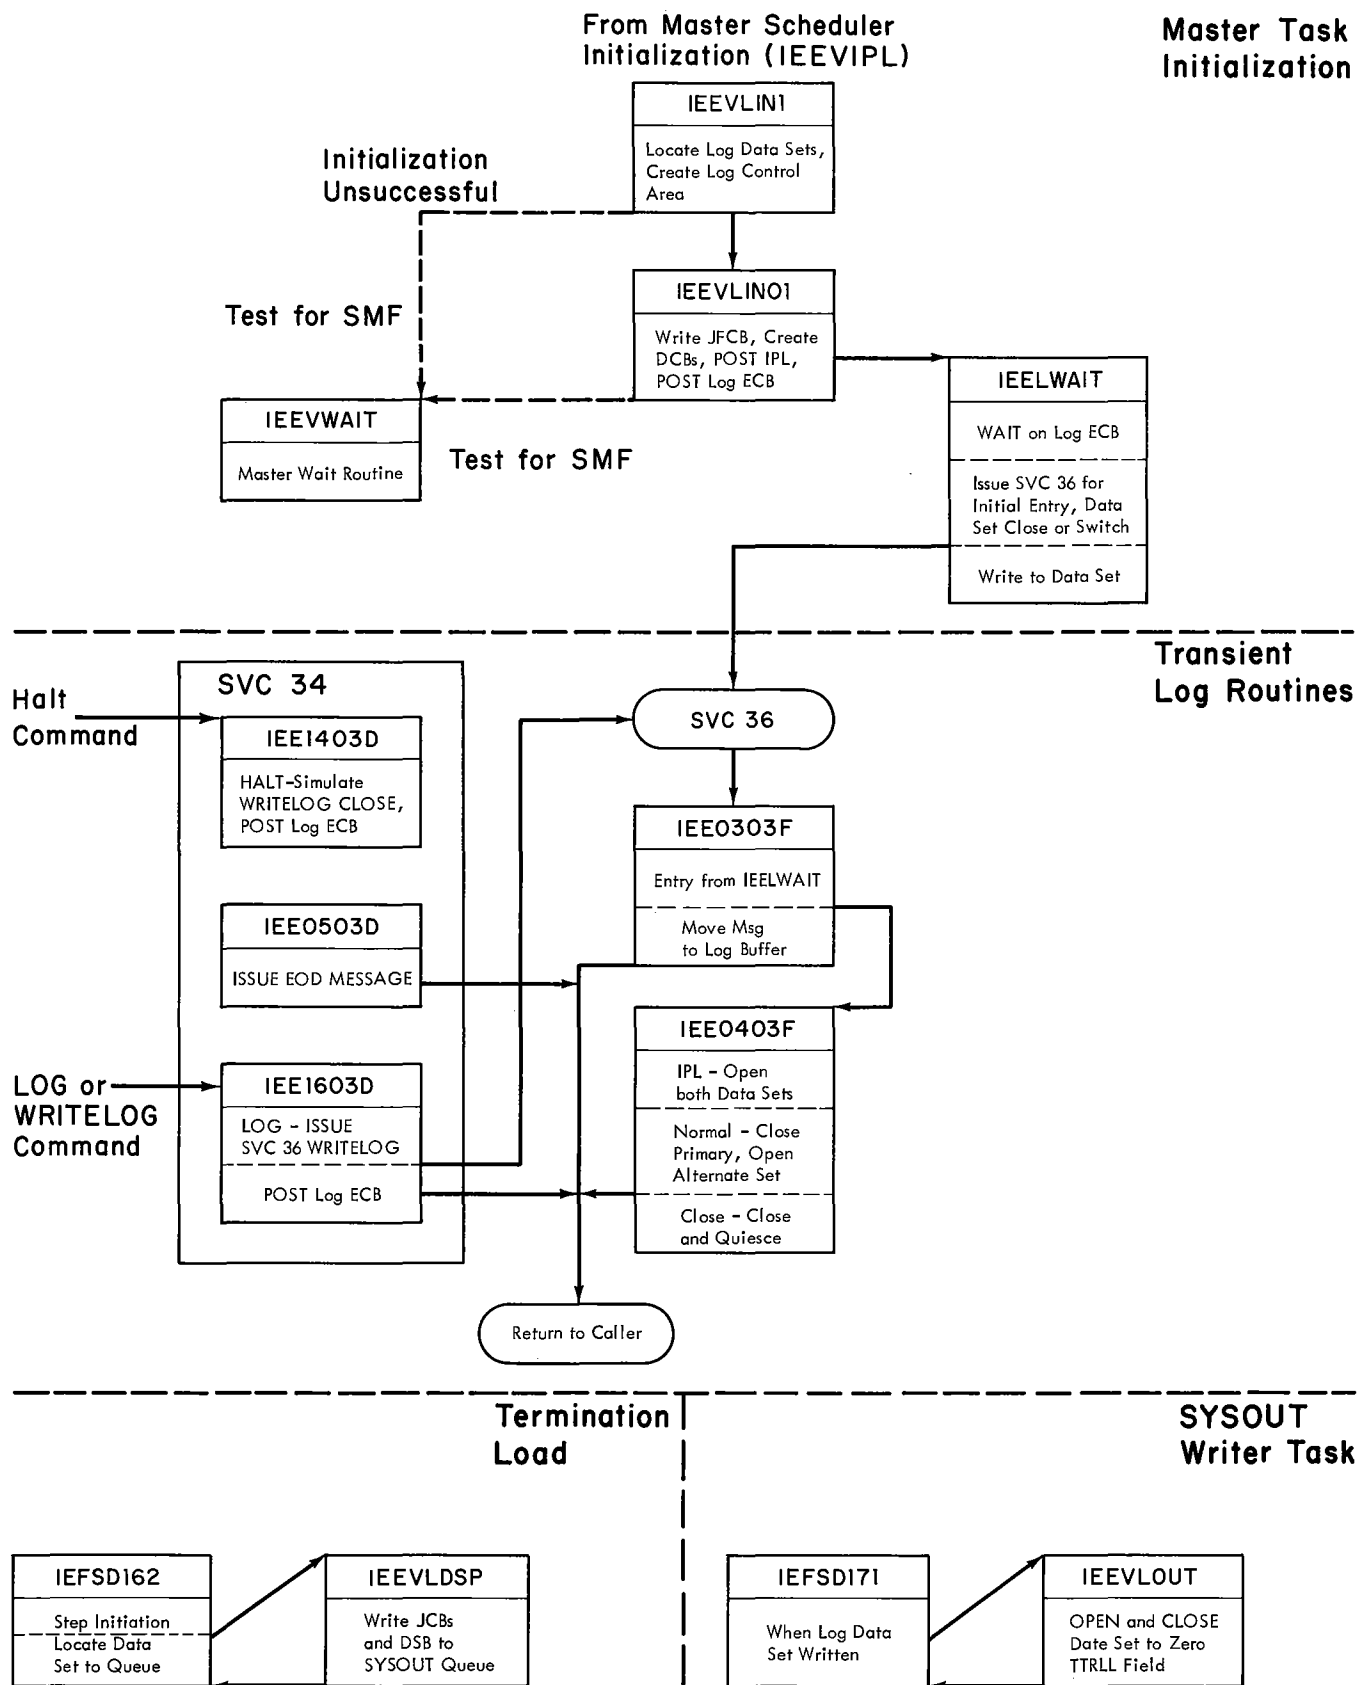 From Master Scheduler
Initialization (IEEVIPL)
Master Task
Initialization
IEEVLIN1
Locate Log Data Sets,
Create Log Control
Area
Initialization
Unsuccessful
Test for SMF
IEEVLINO1
Write JFCB, Create
DCBs, POST IPL,
POST Log ECB
IEELWAIT
WAIT on Log ECB
Issue SVC 36 for
Initial Entry, Data
Set Close or Switch
Write to Data Set
IEEVWAIT
Master Wait Routine
Test for SMF
Transient
Log Routines
SVC 34
Halt
Command
IEE1403D
HALT-Simulate
WRITELOG CLOSE,
POST Log ECB
SVC 36
IEE0303F
Entry from IEELWAIT
Move Msg
to Log Buffer
IEE0503D
ISSUE EOD MESSAGE
IEE0403F
IPL - Open
both Data Sets
Normal - Close
Primary, Open
Alternate Set
Close - Close
and Quiesce
LOG or
WRITELOG
Command
IEE1603D
LOG - ISSUE
SVC 36 WRITELOG
POST Log ECB
Return to Caller
Termination
Load
SYSOUT
Writer Task
IEFSD162
Step Initiation
Locate Data
Set to Queue
IEEVLDSP
Write JCBs
and DSB to
SYSOUT Queue
IEFSD171
When Log Data
Set Written
IEEVLOUT
OPEN and CLOSE
Date Set to Zero
TTRLL Field